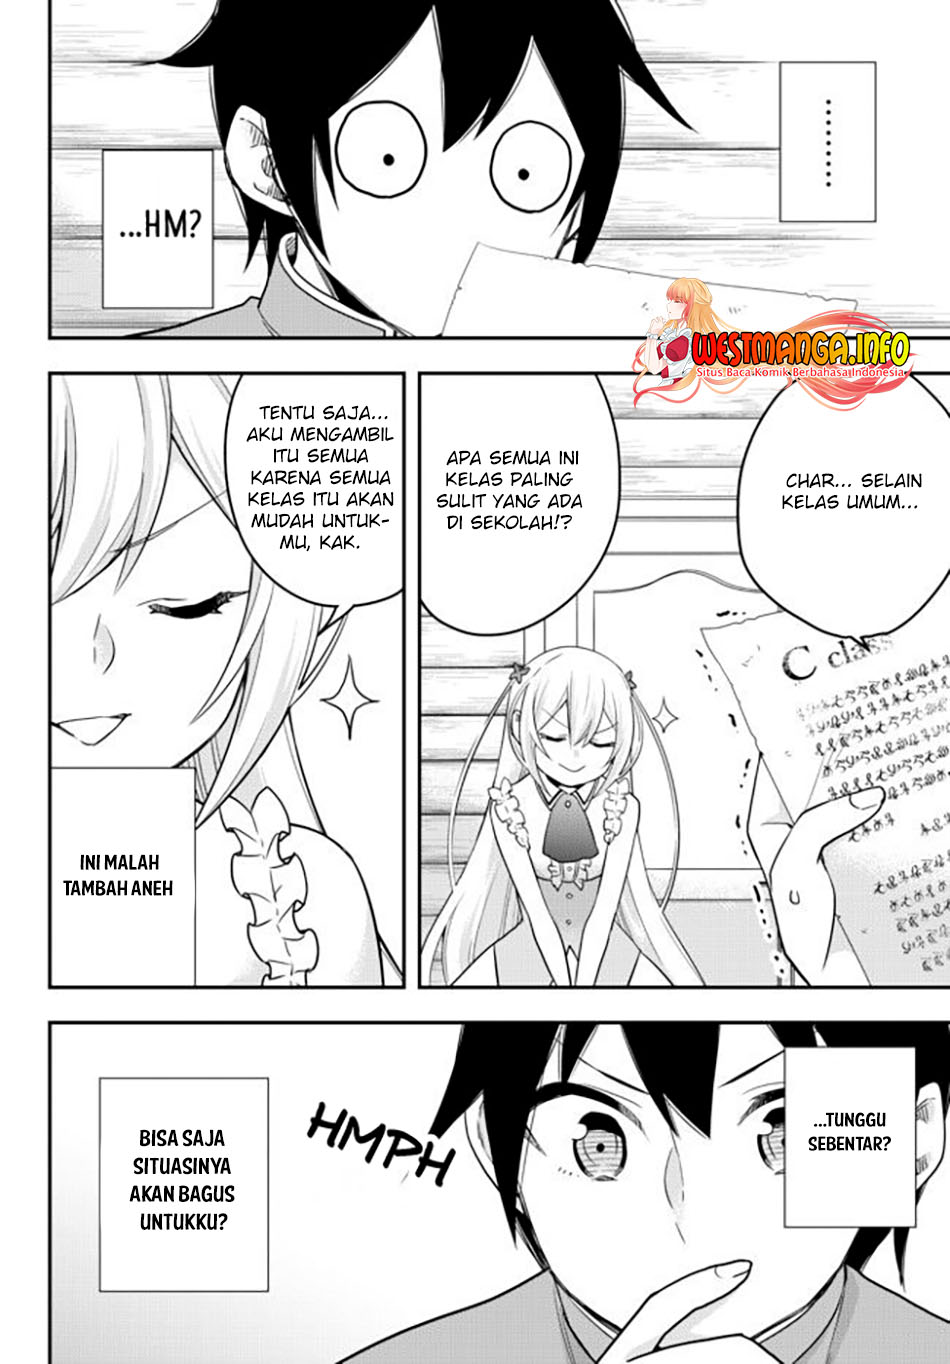 .........
...HM?
WESTMANGA.INFO
Situs Baca Komik Berbahasa Indonesia
CHAR... SELAIN
KELAS UMUM...
APA SEMUA INI
KELAS PALING
SULIT YANG ADA
DI SEKOLAH!?
C class
TENTU SAJA...
AKU MENGAMBIL
ITU SEMUA
KARENA SEMUA
KELAS ITU AKAN
MUDAH UNTUK-
MU, KAK.
INI MALAH
TAMBAH ANEH
...TUNGGU
SEBENTAR?
HMPH
BISA SAJA
SITUASINYA
AKAN BAGUS
UNTUKKU?